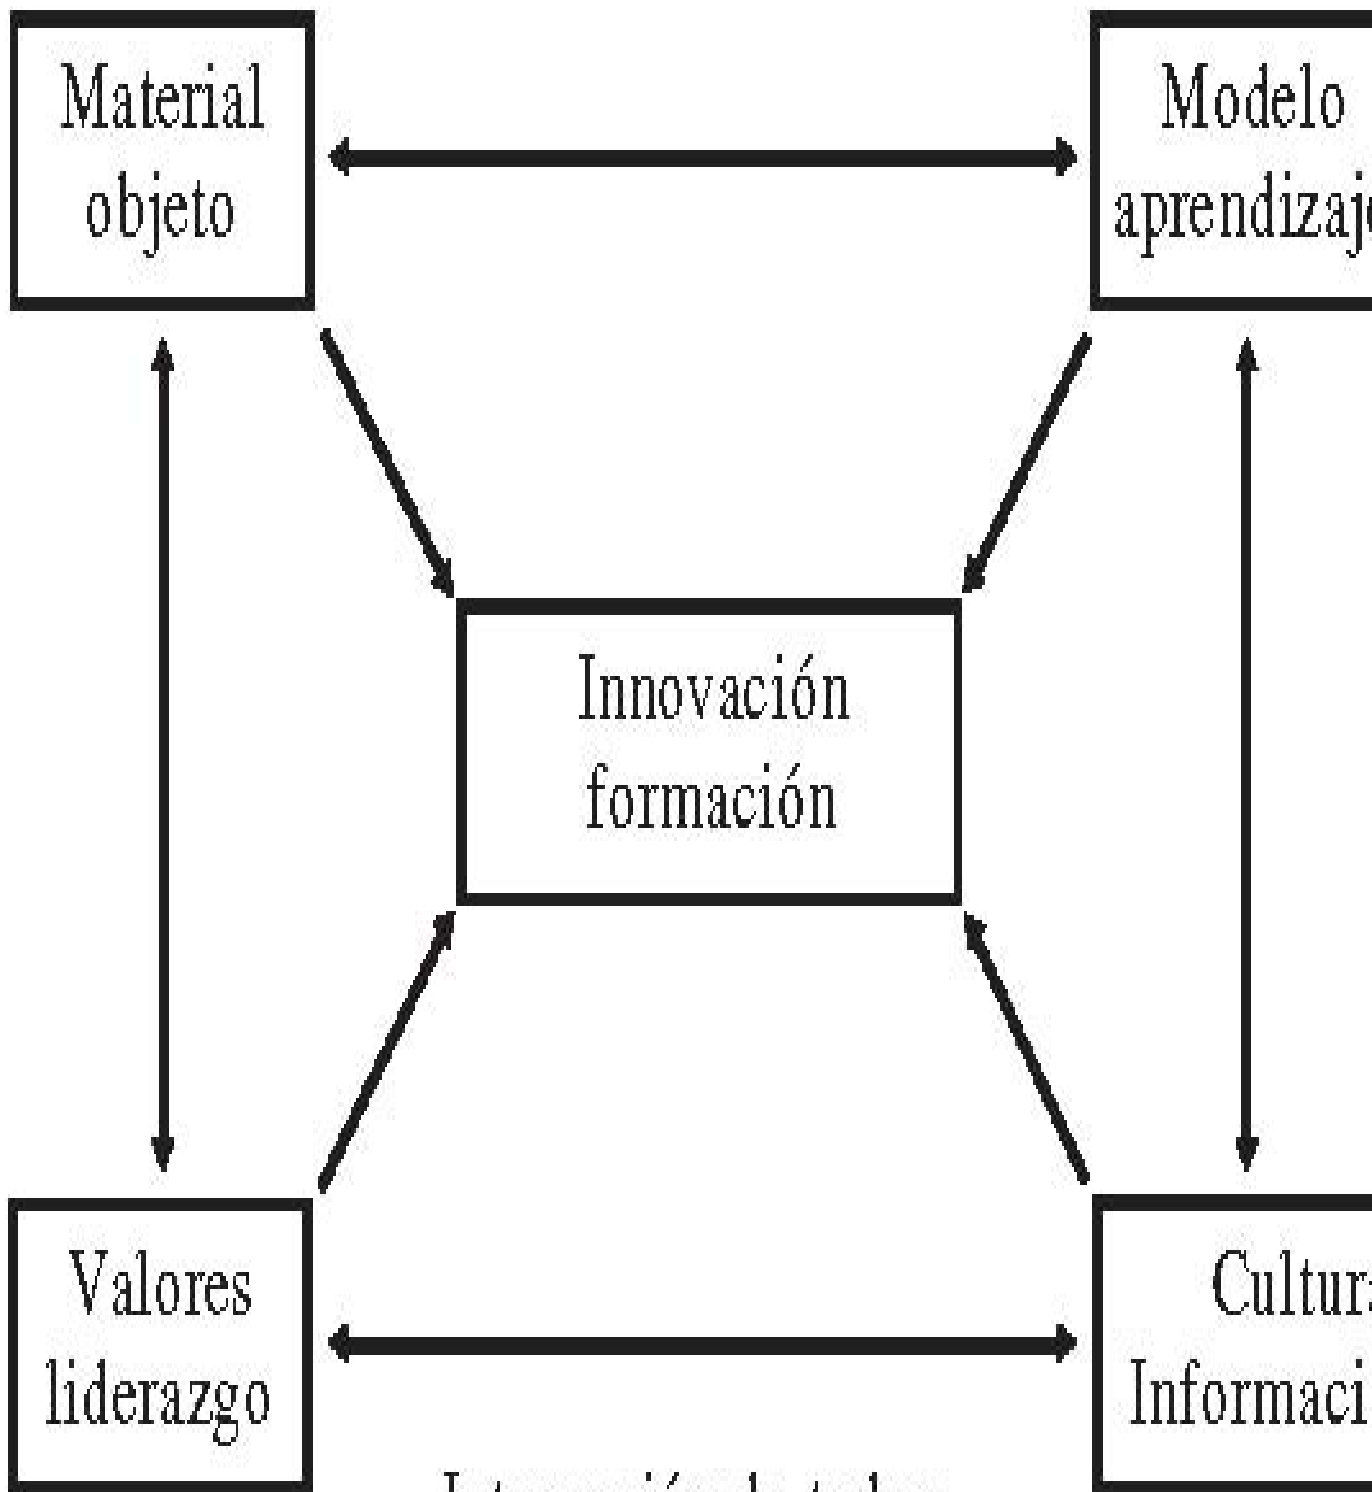 Material
objeto
Modelo
aprendizaje
Innovación
formación
Valores
liderazgo
Cultura
Informaci